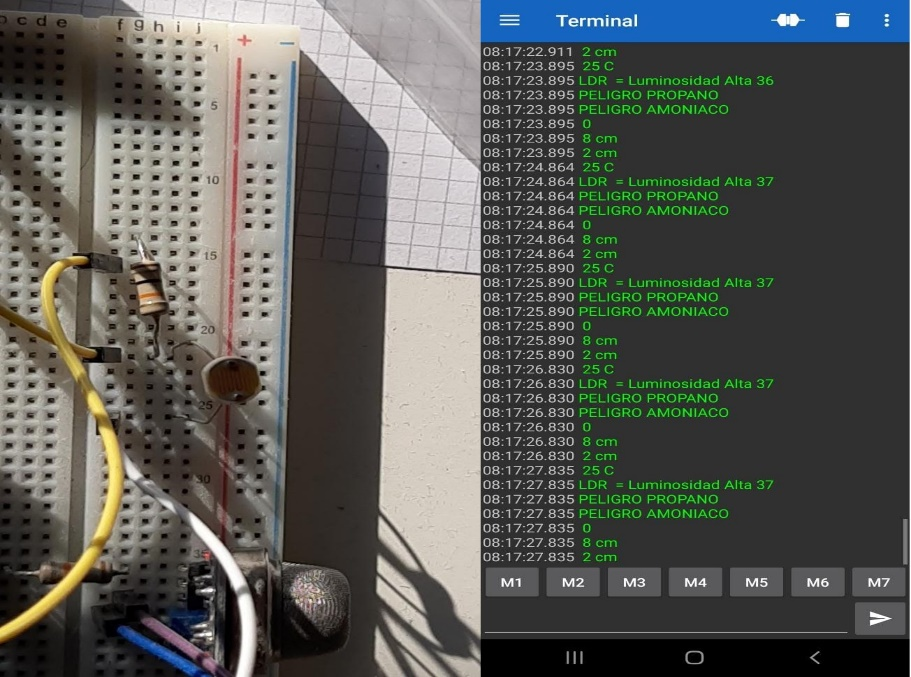 c d e f g h i j
+ −
1
5
10
15
20
25
30
35
Terminal
08:17:22.911 2 cm
08:17:23.895 25 C
08:17:23.895 LDR = Luminosidad Alta 36
08:17:23.895 PELIGRO PROPANO
08:17:23.895 PELIGRO AMONIACO
08:17:23.895 0
08:17:23.895 8 cm
08:17:23.895 2 cm
08:17:24.864 25 C
08:17:24.864 LDR = Luminosidad Alta 37
08:17:24.864 PELIGRO PROPANO
08:17:24.864 PELIGRO AMONIACO
08:17:24.864 0
08:17:24.864 8 cm
08:17:24.864 2 cm
08:17:25.890 25 C
08:17:25.890 LDR = Luminosidad Alta 37
08:17:25.890 PELIGRO PROPANO
08:17:25.890 PELIGRO AMONIACO
08:17:25.890 0
08:17:25.890 8 cm
08:17:25.890 2 cm
08:17:26.830 25 C
08:17:26.830 LDR = Luminosidad Alta 37
08:17:26.830 PELIGRO PROPANO
08:17:26.830 PELIGRO AMONIACO
08:17:26.830 0
08:17:26.830 8 cm
08:17:26.830 2 cm
08:17:27.835 25 C
08:17:27.835 LDR = Luminosidad Alta 37
08:17:27.835 PELIGRO PROPANO
08:17:27.835 PELIGRO AMONIACO
08:17:27.835 0
08:17:27.835 8 cm
08:17:27.835 2 cm
M1 M2 M3 M4 M5 M6 M7